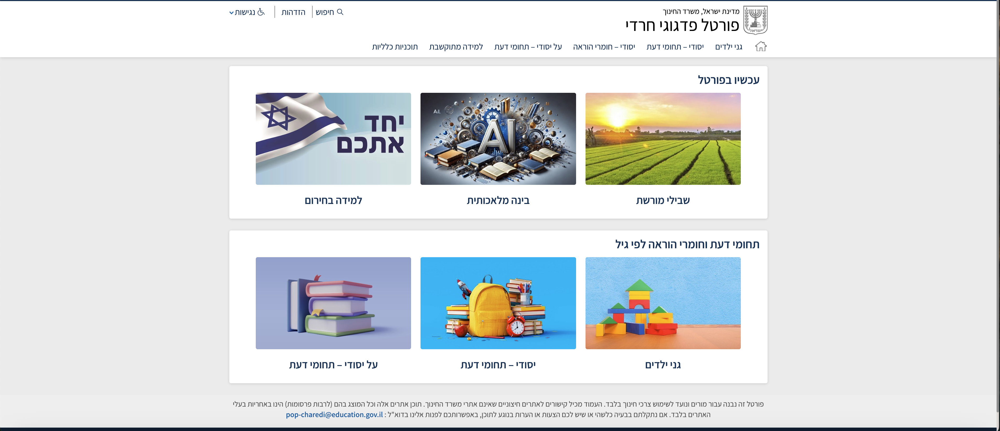 מדינת ישראל, משרד החינוך
פורטל פדגוגי חרדי
חיפוש
הזדהות
נגישות
גני ילדים
יסודי – תחומי דעת
יסודי – חומרי הוראה
על יסודי – תחומי דעת
למידה מתוקשבת
תוכניות כלליות
עכשיו בפורטל
AiL
AI
יחד
אתכם
שבילי מורשת
בינה מלאכותית
למידה בחירום
תחומי דעת וחומרי הוראה לפי גיל
גני ילדים
יסודי – תחומי דעת
על יסודי – תחומי דעת
פורטל זה נבנה עבור מורים ונועד לשימוש צרכי חינוך בלבד. העמוד מכיל קישורים לאתרים חיצוניים שאינם אתרי משרד החינוך. תוכן אתרים אלה וכל המוצג בהם (לרבות פרסומות) הינו באחריות בעלי
האתרים בלבד. אם נתקלתם בבעיה כלשהי או שיש לכם הצעות או הערות בנוגע לתוכן, באפשרותכם לפנות אלינו בדוא"ל : pop-charedi@education.gov.il